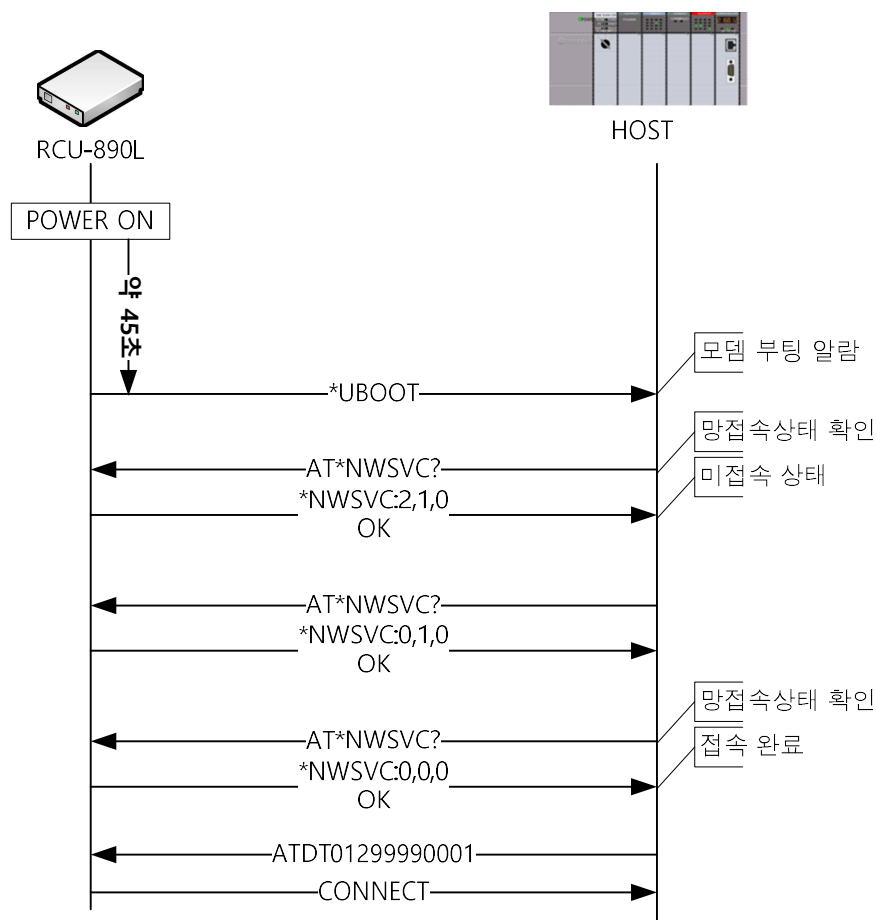 HOST
RCU-890L
POWER ON
약 45초
모뎀 부팅 알람
*UBOOT
망접속상태 확인
AT*NWSVC?
미접속 상태
*NWSVC:2,1,0
OK
AT*NWSVC?
*NWSVC:0,1,0
OK
망접속상태 확인
AT*NWSVC?
접속 완료
*NWSVC:0,0,0
OK
ATDT01299990001
CONNECT